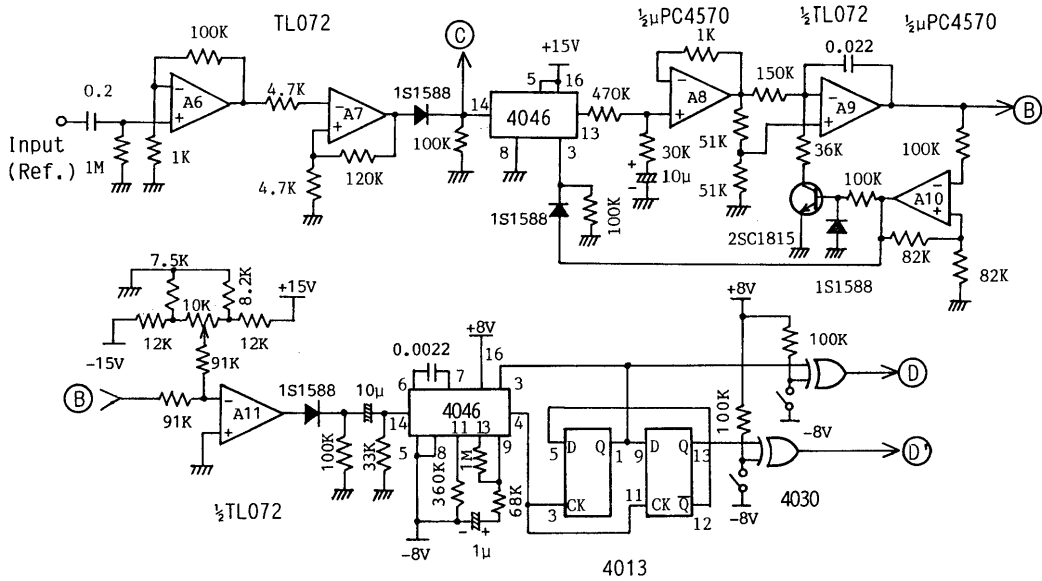 TL072
½µPC4570
½TL072
½µPC4570
100K
C
1K
0.022
+15V
5
16
0.2
A6
4.7K
1S1588
A7
14
4046
470K
13
A8
150K
A9
B
Input
(Ref.)
1M
1K
4.7K
120K
100K
8
3
30K
10µ
51K
51K
36K
100K
100K
A10
1S1588
100K
2SC1815
82K
82K
1S1588
7.5K
8.2K
+15V
10K
12K
12K
-15V
91K
B
91K
A11
1S1588
10µ
100K
33K
½TL072
0.0022
+8V
6
7
16
3
4046
4
14
11
13
5
8
9
360K
1M
68K
1µ
-8V
+8V
100K
D
-8V
100K
D'
-8V
4030
5
D
Q
1
9
D
Q
13
3
CK
11
CK
Q̅
12
4013